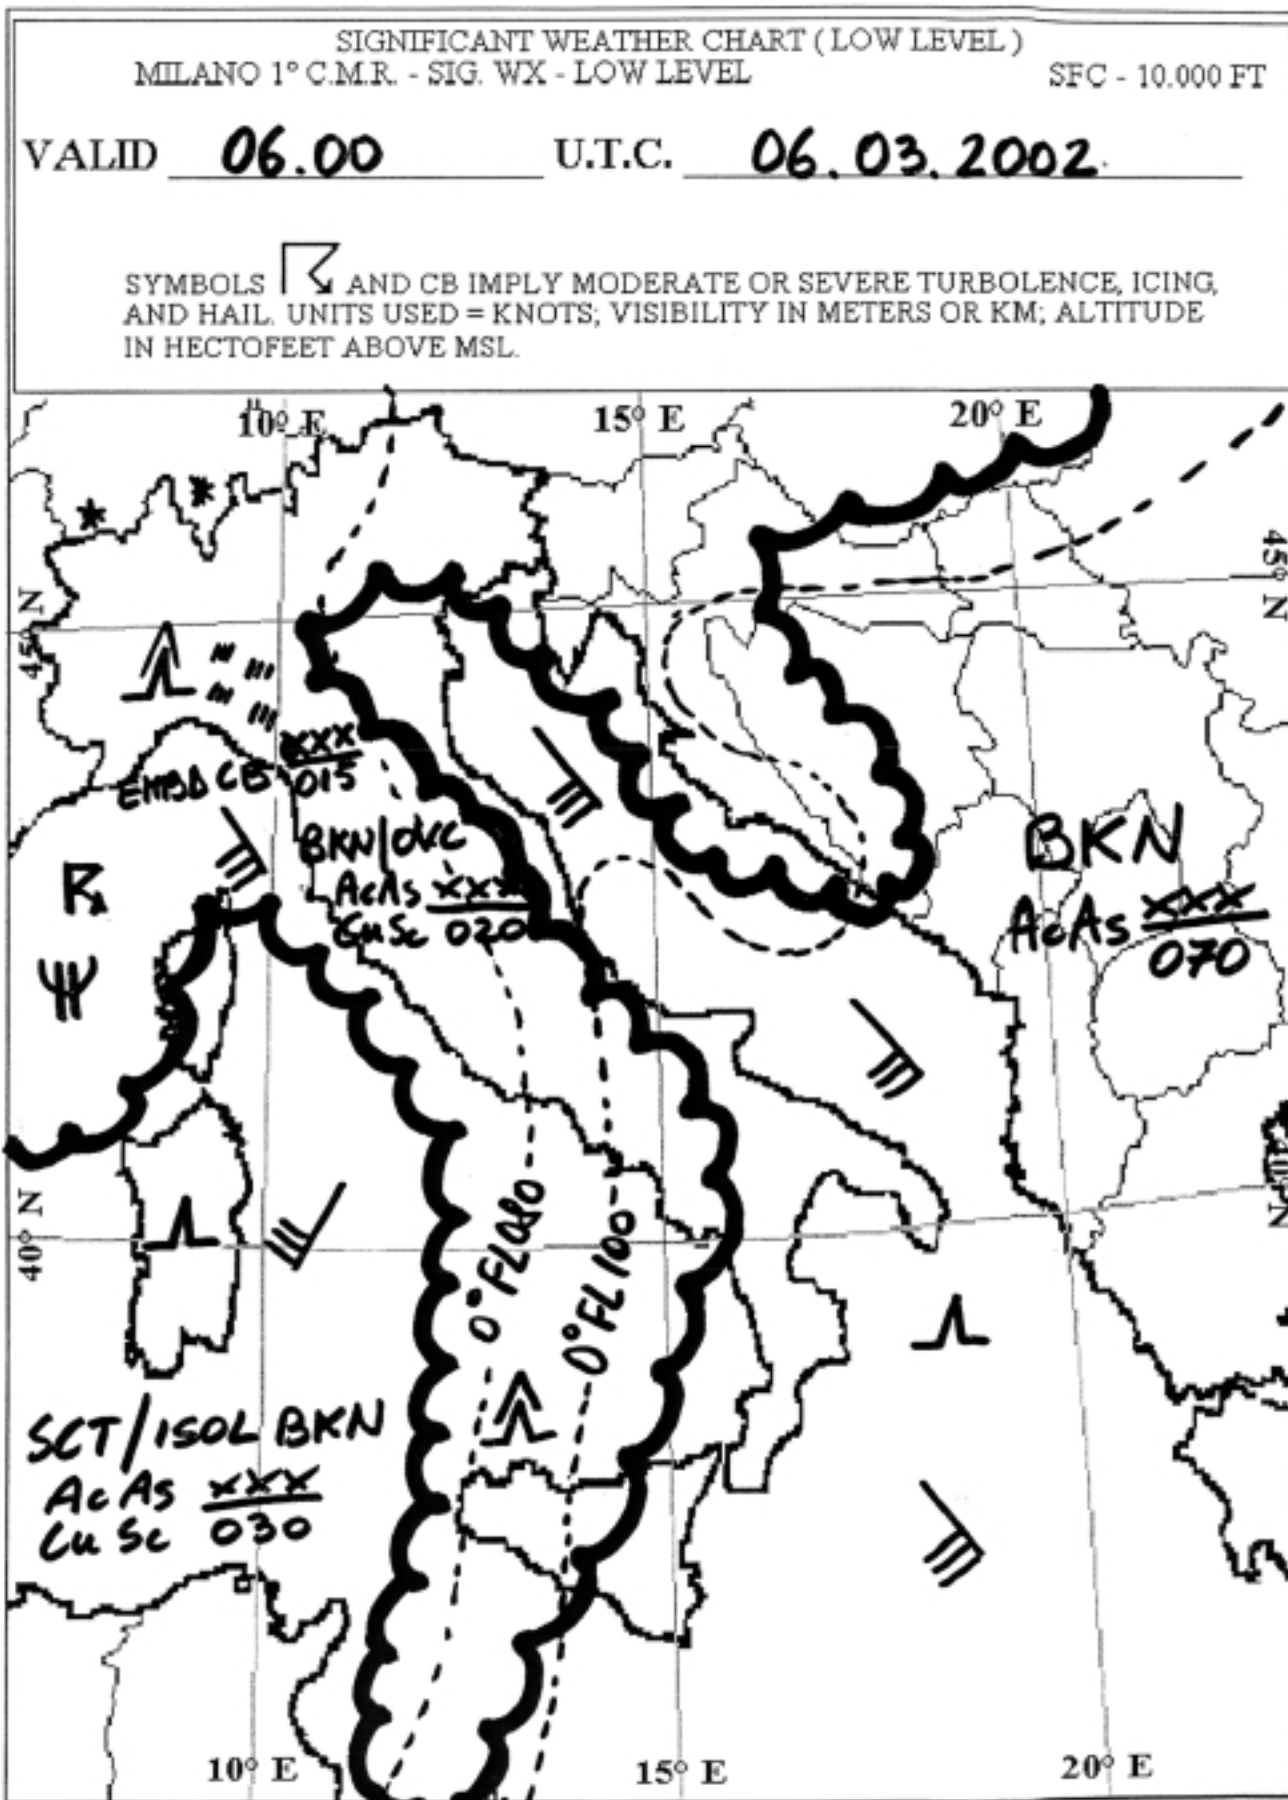 SIGNIFICANT WEATHER CHART ( LOW LEVEL )
MILANO 1° C.M.R. - SIG. WX - LOW LEVEL SFC - 10.000 FT
VALID 06.00 U.T.C. 06.03.2002
SYMBOLS AND CB IMPLY MODERATE OR SEVERE TURBOLENCE, ICING,
AND HAIL. UNITS USED = KNOTS; VISIBILITY IN METERS OR KM; ALTITUDE
IN HECTOFEET ABOVE MSL.
10° E 15° E 20° E
45° N
45° N
EMBD CB XXX
015
BKN/OVC
AcAs XXX
CuSc 020
BKN
AcAs XXX
070
40° N
40° N
0°FL080
0°FL100
SCT/ISOL BKN
AcAs XXX
Cu Sc 030
10° E 15° E 20° E